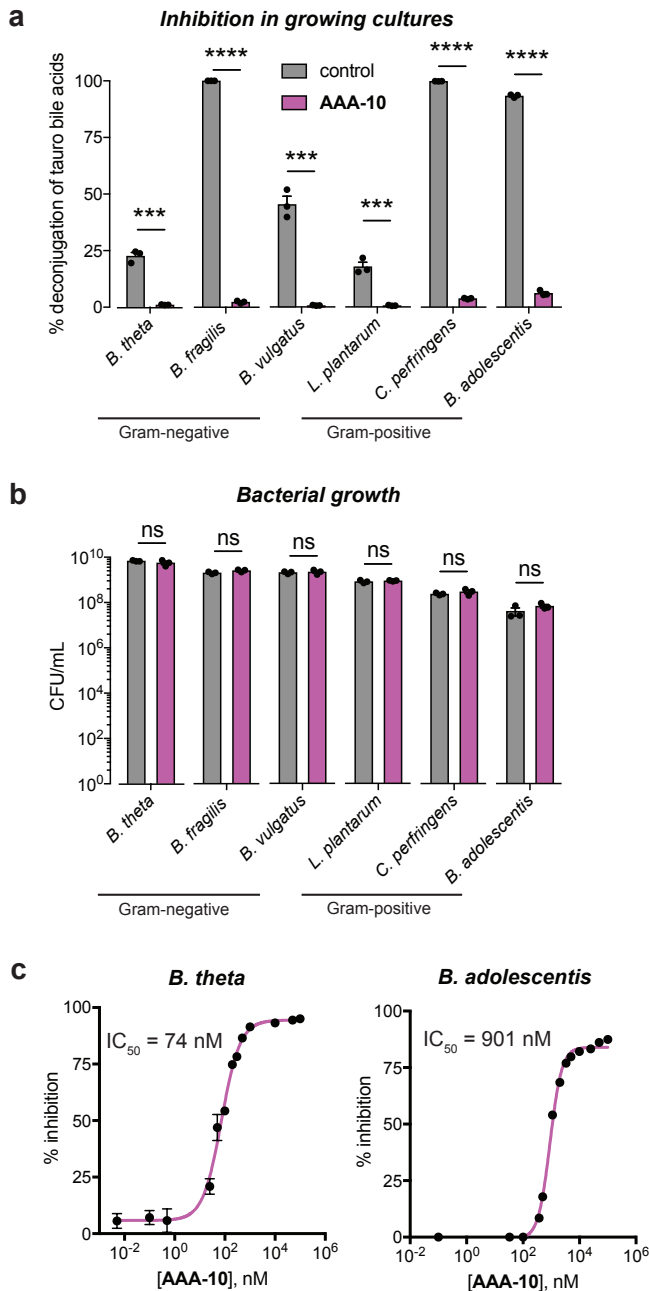 a
Inhibition in growing cultures
% deconjugation of tauro bile acids
100
75
50
25
0
control
AAA-10
*** **** *** *** **** ****
B. theta
B. fragilis
B. vulgatus
L. plantarum
C. perfringens
B. adolescentis
Gram-negative
Gram-positive
b
Bacterial growth
CFU/mL
10^10
10^8
10^6
10^4
10^2
10^0
ns ns ns ns ns ns
B. theta
B. fragilis
B. vulgatus
L. plantarum
C. perfringens
B. adolescentis
Gram-negative
Gram-positive
c
B. theta
% inhibition
100
75
50
25
0
IC50 = 74 nM
10^-2 10^0 10^2 10^4 10^6
[AAA-10], nM
B. adolescentis
% inhibition
100
75
50
25
0
IC50 = 901 nM
10^-2 10^0 10^2 10^4 10^6
[AAA-10], nM